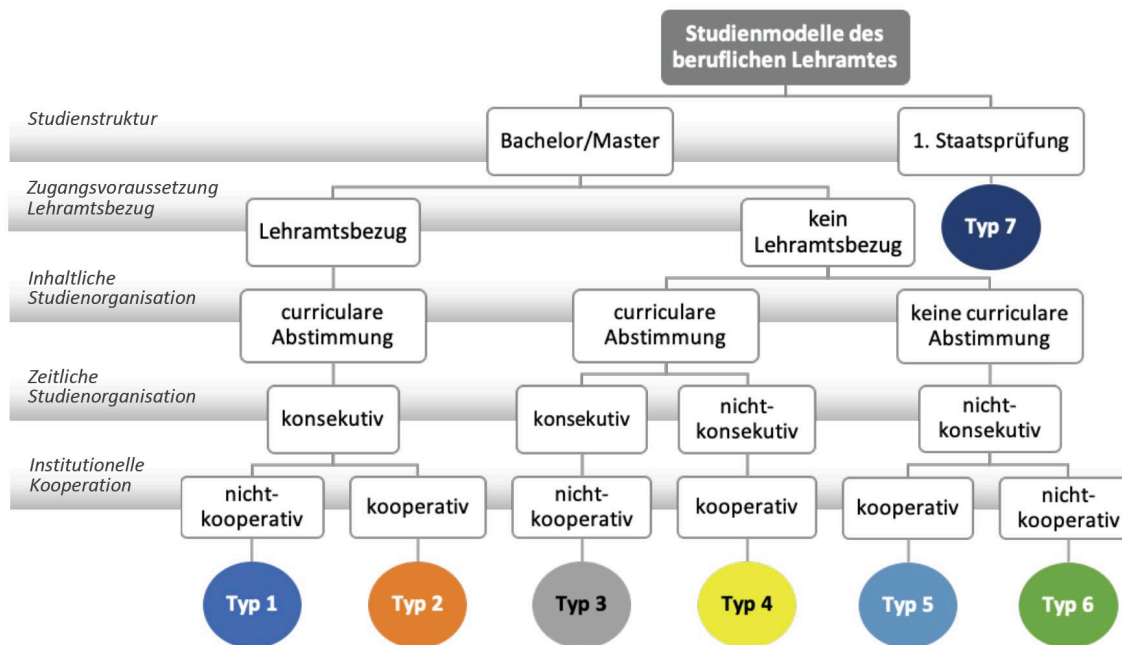 Studienmodelle des
beruflichen Lehramtes
Studienstruktur
Bachelor/Master
1. Staatsprüfung
Zugangsvoraussetzung
Lehramtsbezug
Lehramtsbezug
kein
Lehramtsbezug
Typ 7
Inhaltliche
Studienorganisation
curriculare
Abstimmung
curriculare
Abstimmung
keine curriculare
Abstimmung
Zeitliche
Studienorganisation
konsekutiv
konsekutiv
nicht-
konsekutiv
nicht-
konsekutiv
Institutionelle
Kooperation
nicht-
kooperativ
kooperativ
nicht-
kooperativ
kooperativ
kooperativ
nicht-
kooperativ
Typ 1
Typ 2
Typ 3
Typ 4
Typ 5
Typ 6